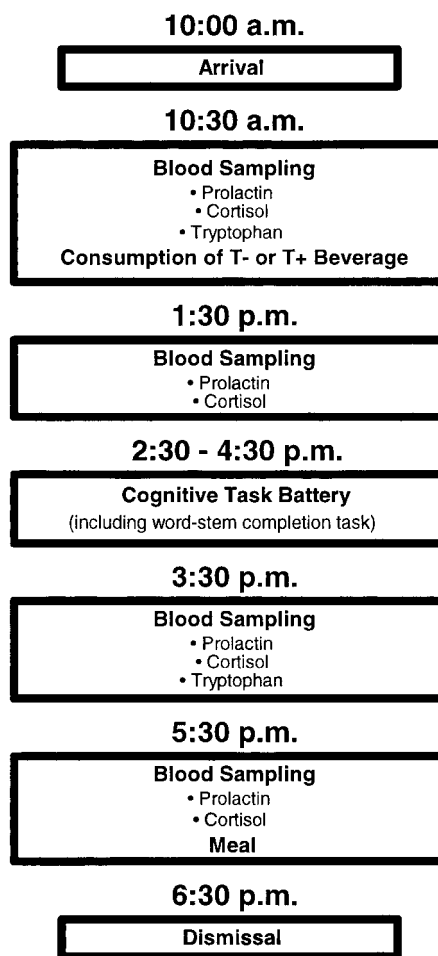 10:00 a.m.
Arrival
10:30 a.m.
Blood Sampling
• Prolactin
• Cortisol
• Tryptophan
Consumption of T- or T+ Beverage
1:30 p.m.
Blood Sampling
• Prolactin
• Cortisol
2:30 - 4:30 p.m.
Cognitive Task Battery
(including word-stem completion task)
3:30 p.m.
Blood Sampling
• Prolactin
• Cortisol
• Tryptophan
5:30 p.m.
Blood Sampling
• Prolactin
• Cortisol
Meal
6:30 p.m.
Dismissal